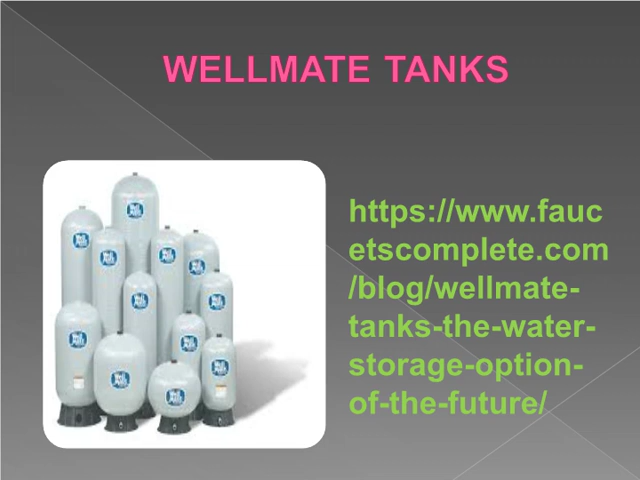 WELLMATE TANKS
https://www.fauc
etscomplete.com
/blog/wellmate-
tanks-the-water-
storage-option-
of-the-future/